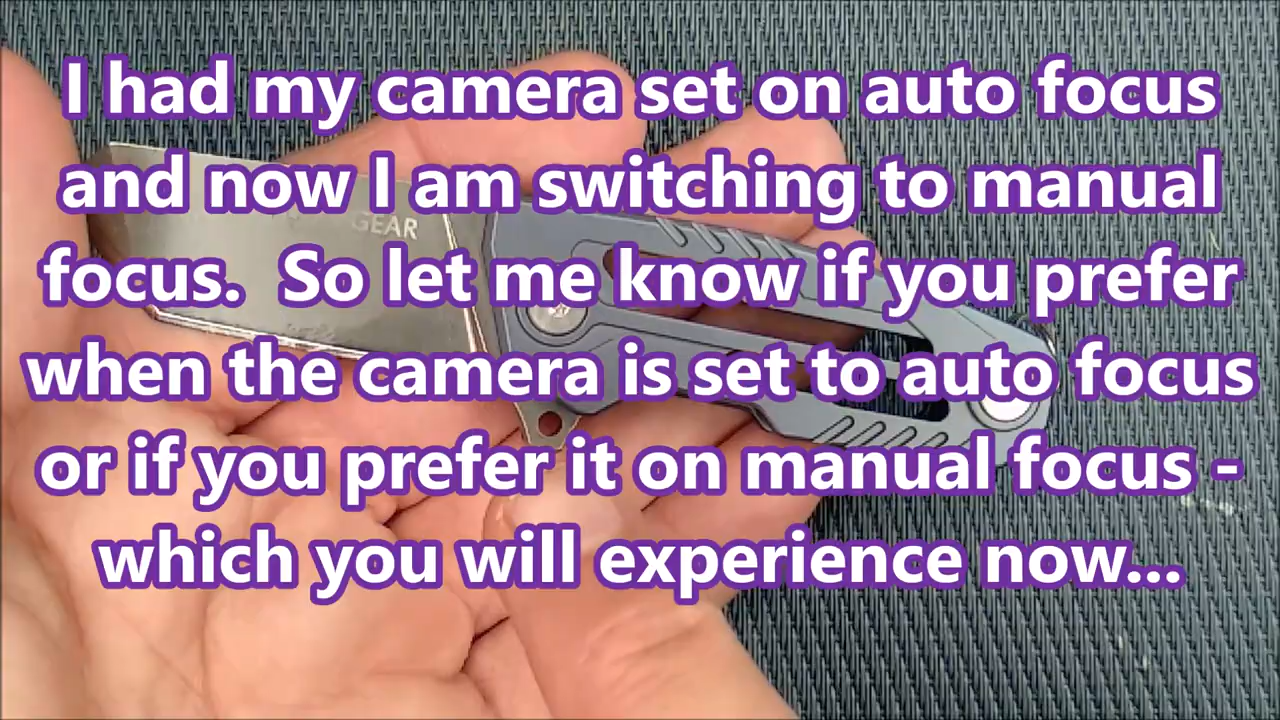 I had my camera set on auto focus
and now I am switching to manual
focus.  So let me know if you prefer
when the camera is set to auto focus
or if you prefer it on manual focus -
which you will experience now...
GEAR